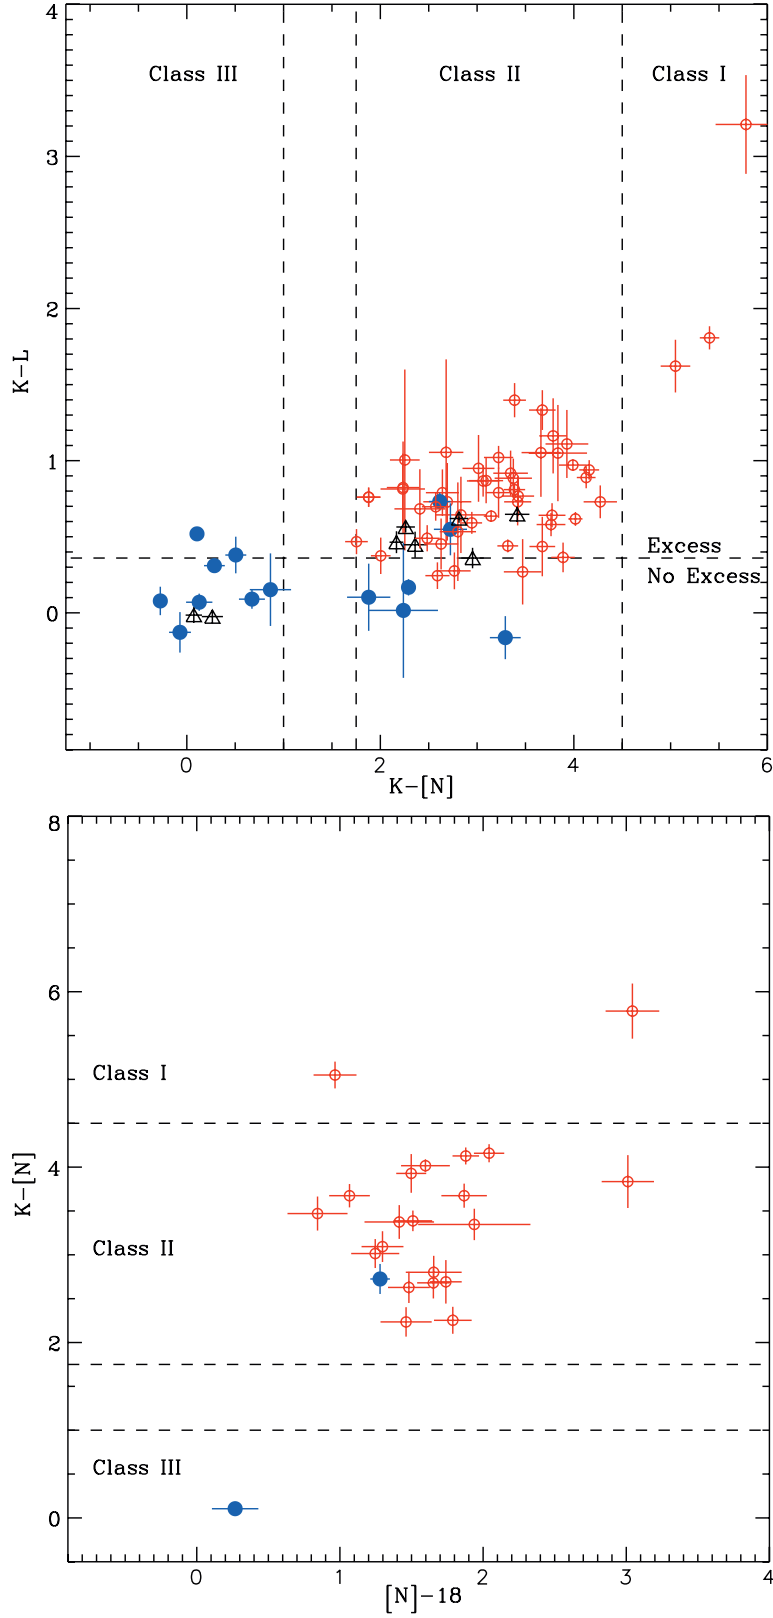 4
Class III
Class II
Class I
3
2
K-L
1
Excess
No Excess
0
0
2
4
6
K-[N]
8
6
Class I
4
K-[N]
Class II
2
Class III
0
0
1
2
3
4
[N]-18